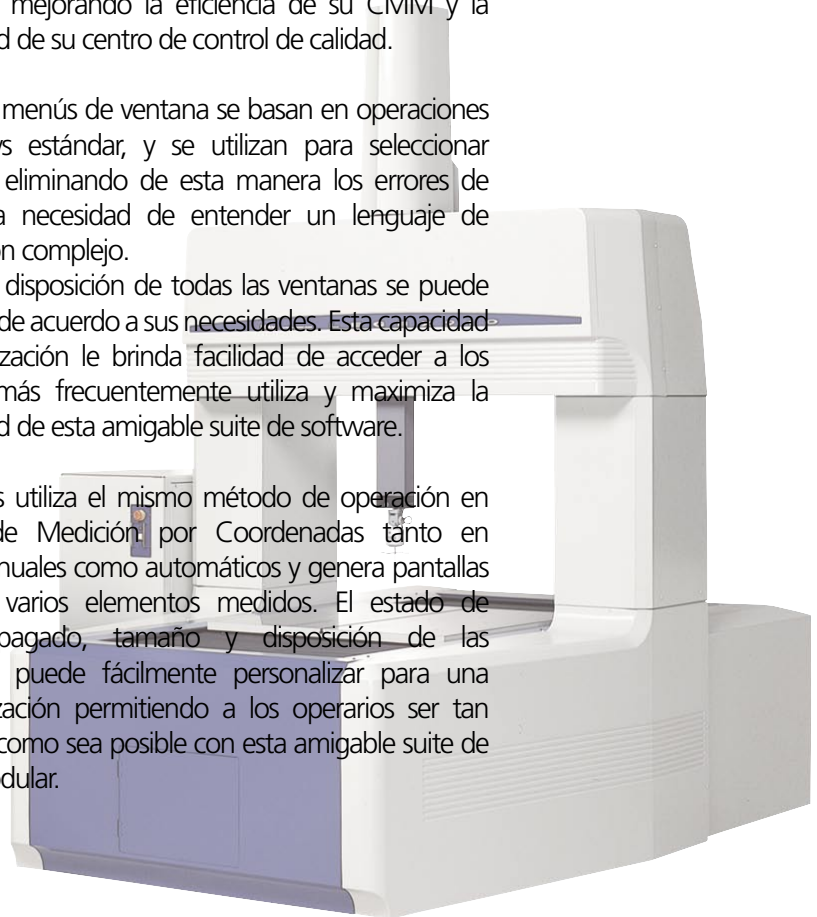 mejorando la eficiencia de su CMM y la
d de su centro de control de calidad.
menús de ventana se basan en operaciones
s estándar, y se utilizan para seleccionar
eliminando de esta manera los errores de
a necesidad de entender un lenguaje de
ón complejo.
disposición de todas las ventanas se puede
de acuerdo a sus necesidades. Esta capacidad
ización le brinda facilidad de acceder a los
más frecuentemente utiliza y maximiza la
d de esta amigable suite de software.
s utiliza el mismo método de operación en
de Medición por Coordenadas tanto en
nuales como automáticos y genera pantallas
varios elementos medidos. El estado de
pagado, tamaño y disposición de las
puede fácilmente personalizar para una
zación permitiendo a los operarios ser tan
como sea posible con esta amigable suite de
dular.